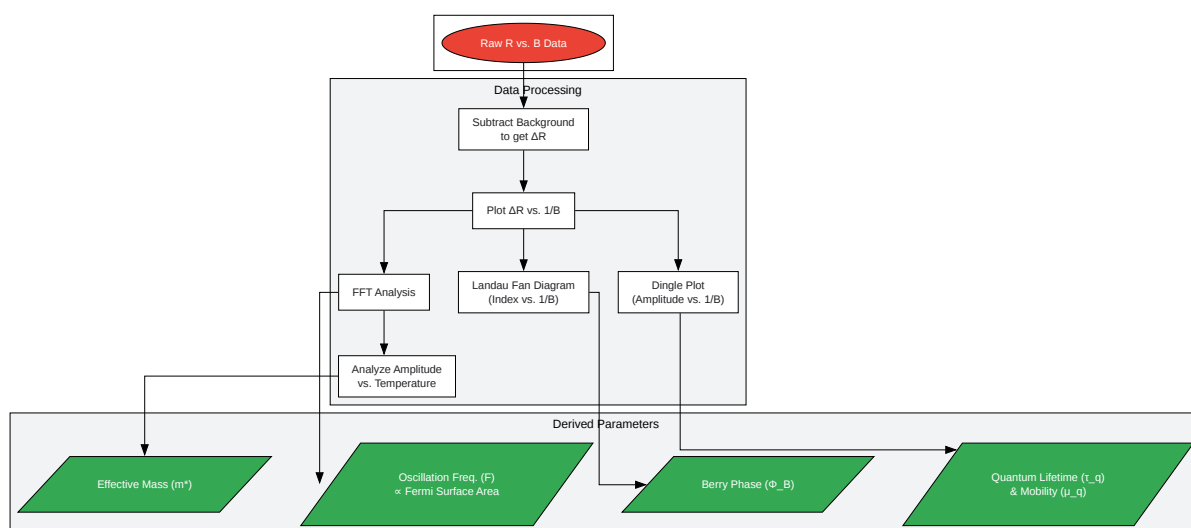 Raw R vs. B Data
Data Processing
Subtract Background
to get ΔR
Plot ΔR vs. 1/B
FFT Analysis
Landau Fan Diagram
(Index vs. 1/B)
Dingle Plot
(Amplitude vs. 1/B)
Analyze Amplitude
vs. Temperature
Derived Parameters
Effective Mass (m*)
Oscillation Freq. (F)
∝ Fermi Surface Area
Berry Phase (Φ_B)
Quantum Lifetime (τ_q)
& Mobility (μ_q)